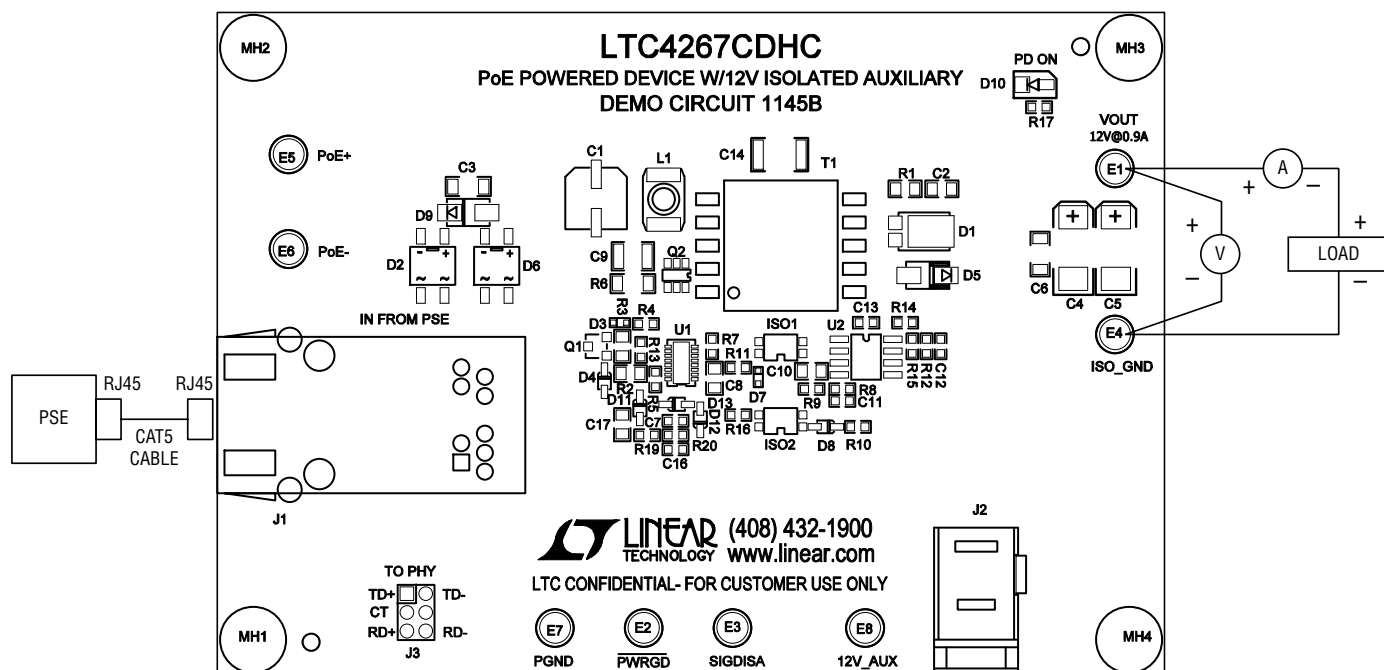 MH2
LTC4267CDHC
PoE POWERED DEVICE W/12V ISOLATED AUXILIARY
DEMO CIRCUIT 1145B
MH3
PD ON
D10
R17
VOUT
12V@0.9A
E1
A
+
−
E5
PoE+
C3
D9
E6
PoE-
D2
-
+
~
~
-
+
~
~
D6
C1
L1
C14
T1
R1
C2
D1
D5
C9
Q2
R6
+
+
C6
C4
C5
+
V
−
+
LOAD
−
E4
ISO_GND
IN FROM PSE
R3
D3
R4
Q1
R13
U1
D4
R2
D11
R5
R7
R11
C8
D13
D7
ISO1
C10
U2
C13
R14
R15
R12
C12
R8
R9
C11
C17
R19
C7
C16
D12
R20
R16
ISO2
D8
R10
PSE
RJ45
RJ45
CAT5
CABLE
J1
LINEAR
TECHNOLOGY
(408) 432-1900
www.linear.com
LTC CONFIDENTIAL- FOR CUSTOMER USE ONLY
J2
TO PHY
TD+
TD-
CT
RD+
RD-
J3
MH1
E7
PGND
E2
PWRGD
E3
SIGDISA
E8
12V_AUX
MH4